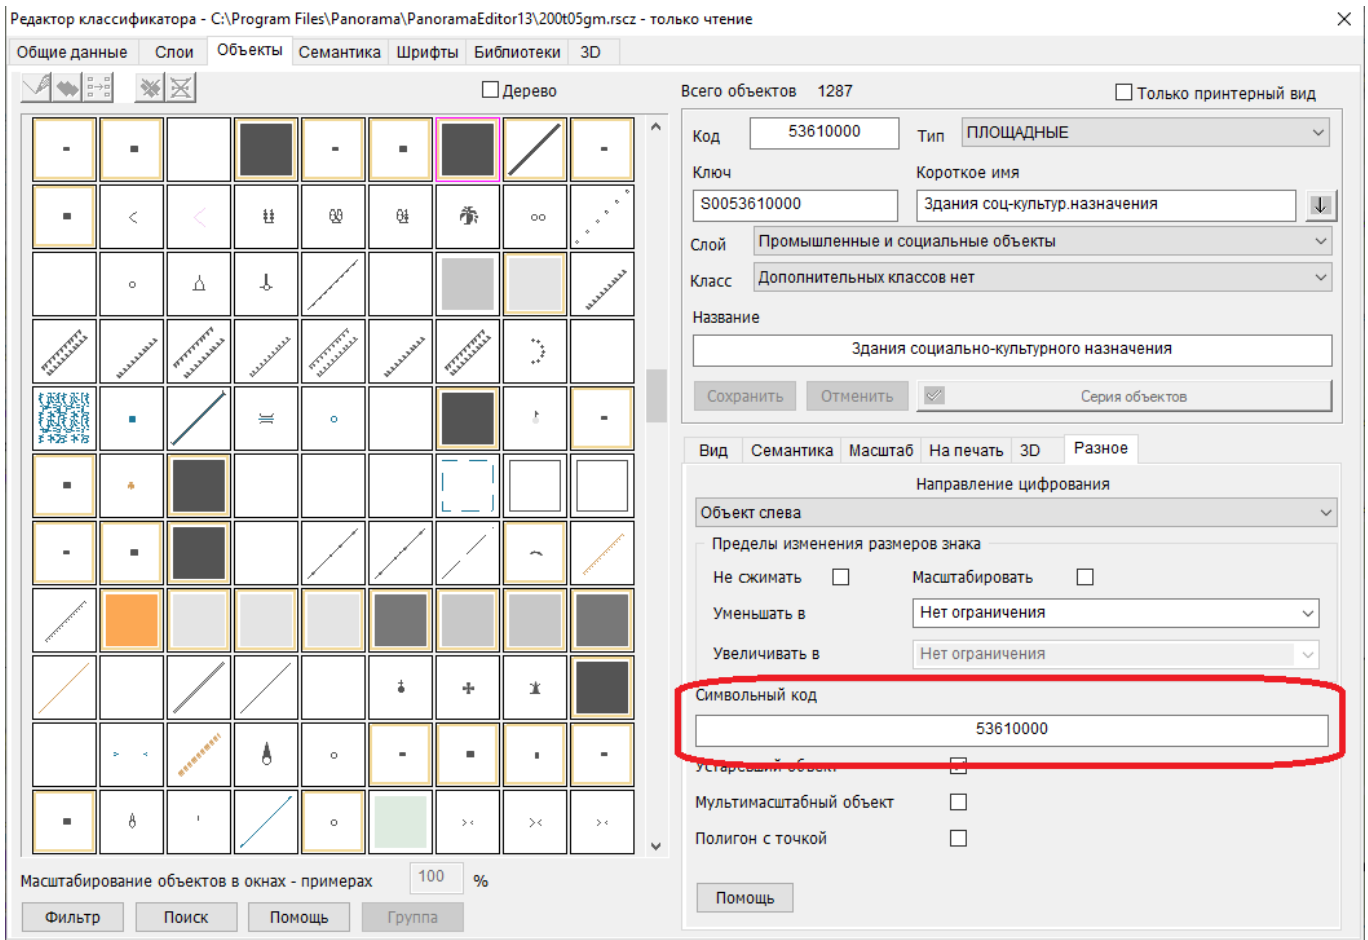 Редактор классификатора - C:\Program Files\Panorama\PanoramaEditor13\200t05gm.rscz - только чтение
Общие данные Слои Объекты Семантика Шрифты Библиотеки 3D
Дерево
Всего объектов 1287
Только принтерный вид
Код 53610000 Тип ПЛОЩАДНЫЕ
Ключ Короткое имя
S0053610000 Здания соц-культур.назначения
Слой Промышленные и социальные объекты
Класс Дополнительных классов нет
Название
Здания социально-культурного назначения
Сохранить Отменить Серия объектов
Вид Семантика Масштаб На печать 3D Разное
Направление цифрования
Объект слева
Пределы изменения размеров знака
Не сжимать Масштабировать
Уменьшать в Нет ограничения
Увеличивать в Нет ограничения
Символьный код
53610000
Устаревший объект
Мультимасштабный объект
Полигон с точкой
Помощь
Масштабирование объектов в окнах - примерах 100 %
Фильтр Поиск Помощь Группа